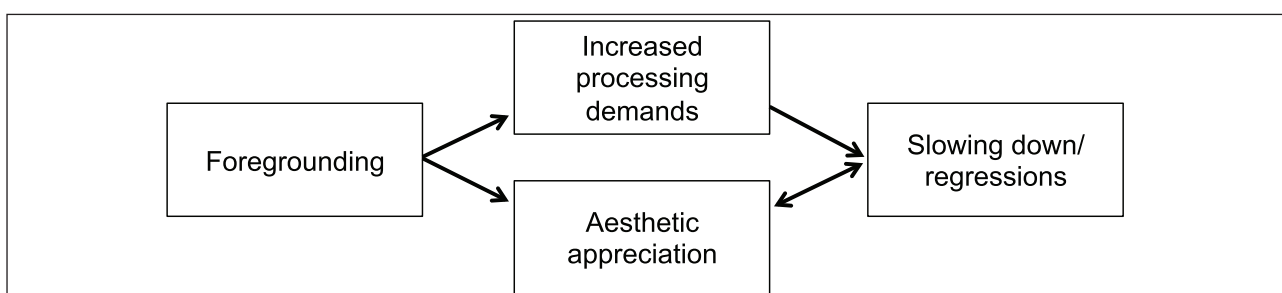 Foregrounding
Increased
processing
demands
Aesthetic
appreciation
Slowing down/
regressions